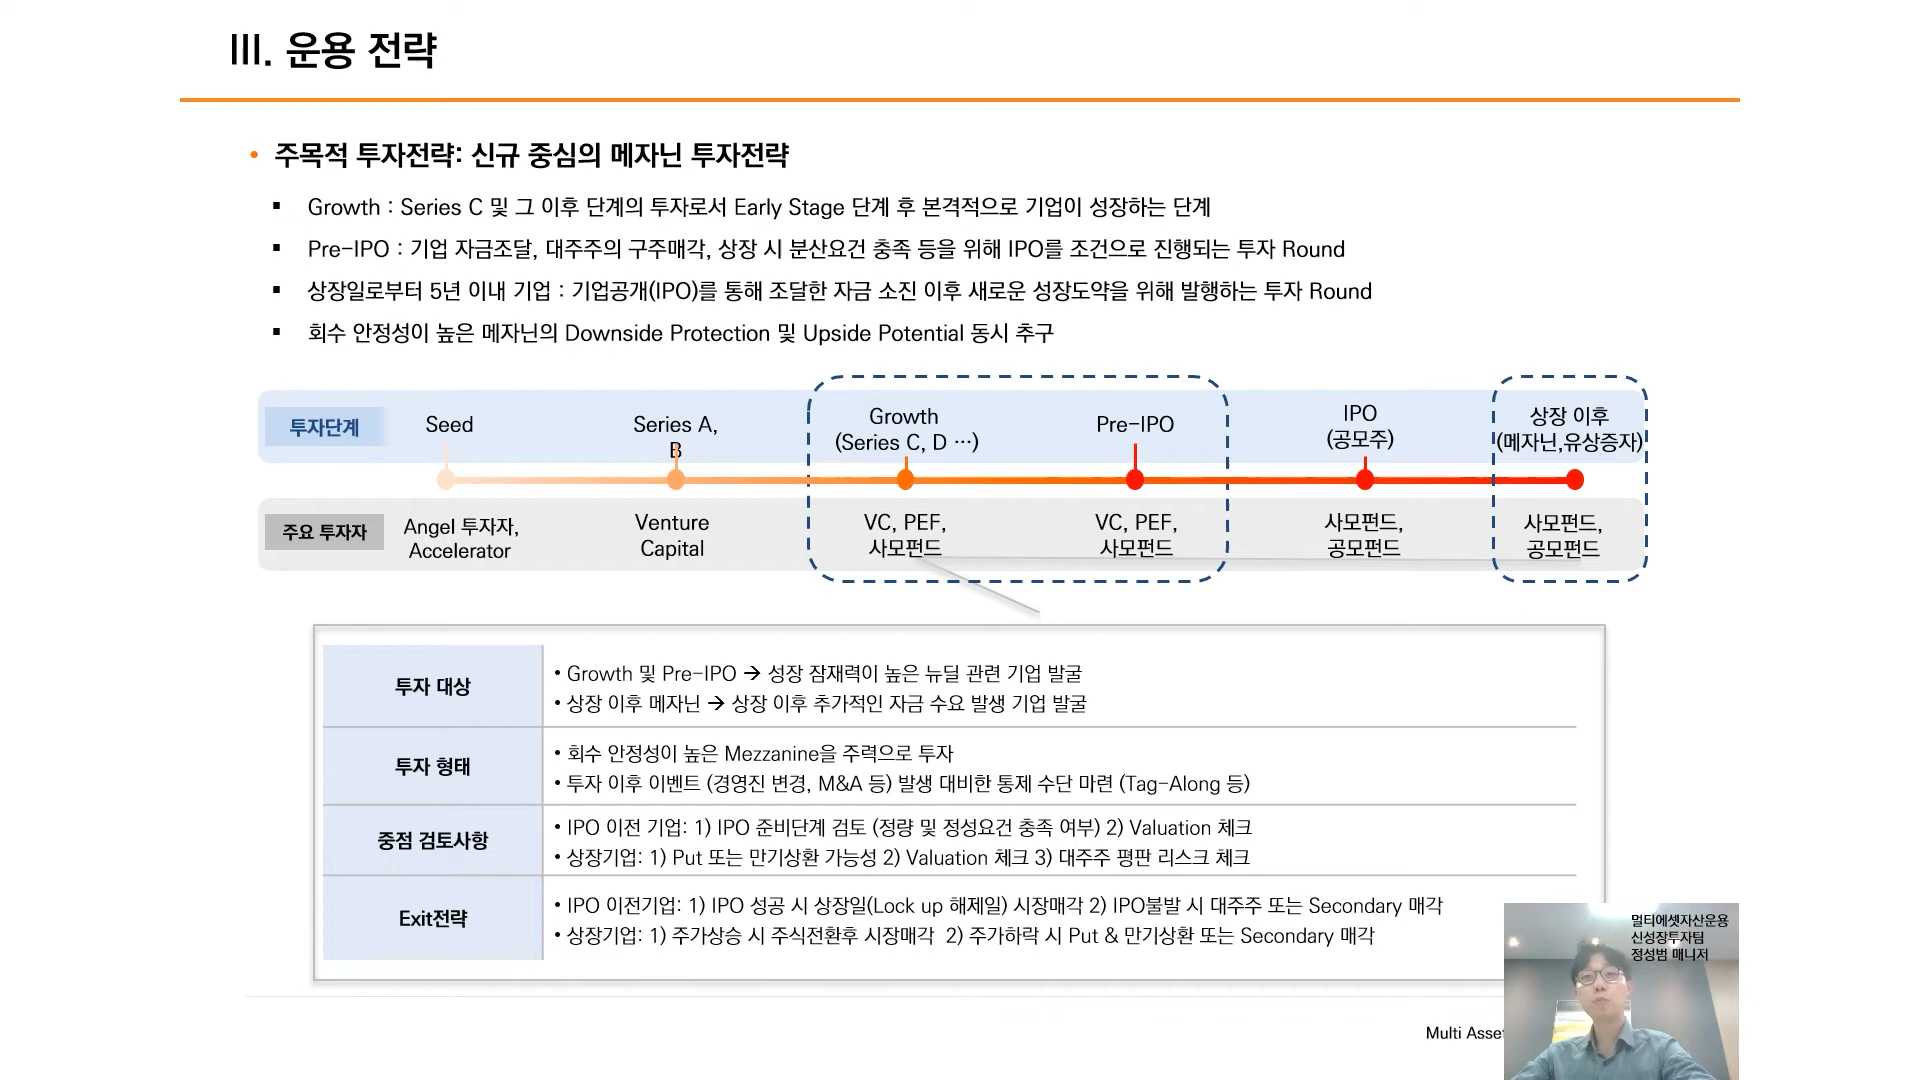 III. 운용 전략
• 주목적 투자전략: 신규 중심의 메자닌 투자전략
▪ Growth : Series C 및 그 이후 단계의 투자로서 Early Stage 단계 후 본격적으로 기업이 성장하는 단계
▪ Pre-IPO : 기업 자금조달, 대주주의 구주매각, 상장 시 분산요건 충족 등을 위해 IPO를 조건으로 진행되는 투자 Round
▪ 상장일로부터 5년 이내 기업 : 기업공개(IPO)를 통해 조달한 자금 소진 이후 새로운 성장도약을 위해 발행하는 투자 Round
▪ 회수 안정성이 높은 메자닌의 Downside Protection 및 Upside Potential 동시 추구
투자단계
Seed
Series A,
B
Growth
(Series C, D …)
Pre-IPO
IPO
(공모주)
상장 이후
(메자닌,유상증자)
주요 투자자
Angel 투자자,
Accelerator
Venture
Capital
VC, PEF,
사모펀드
VC, PEF,
사모펀드
사모펀드,
공모펀드
사모펀드,
공모펀드
투자 대상
• Growth 및 Pre-IPO → 성장 잠재력이 높은 뉴딜 관련 기업 발굴
• 상장 이후 메자닌 → 상장 이후 추가적인 자금 수요 발생 기업 발굴
투자 형태
• 회수 안정성이 높은 Mezzanine을 주력으로 투자
• 투자 이후 이벤트 (경영진 변경, M&A 등) 발생 대비한 통제 수단 마련 (Tag-Along 등)
중점 검토사항
• IPO 이전 기업: 1) IPO 준비단계 검토 (정량 및 정성요건 충족 여부) 2) Valuation 체크
• 상장기업: 1) Put 또는 만기상환 가능성 2) Valuation 체크 3) 대주주 평판 리스크 체크
Exit전략
• IPO 이전기업: 1) IPO 성공 시 상장일(Lock up 해제일) 시장매각 2) IPO불발 시 대주주 또는 Secondary 매각
• 상장기업: 1) 주가상승 시 주식전환후 시장매각 2) 주가하락 시 Put & 만기상환 또는 Secondary 매각
멀티에셋자산운용
신성장투자팀
정성범 매니저
Multi Asse